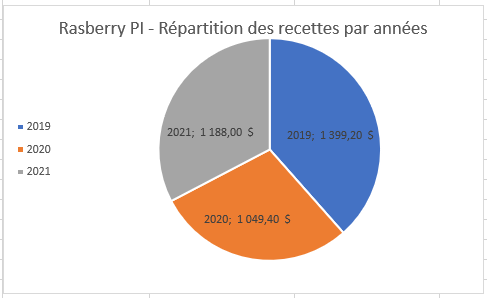 Rasberry PI - Répartition des recettes par années
2019
2020
2021
2021; 1 188,00 $
2019; 1 399,20 $
2020; 1 049,40 $